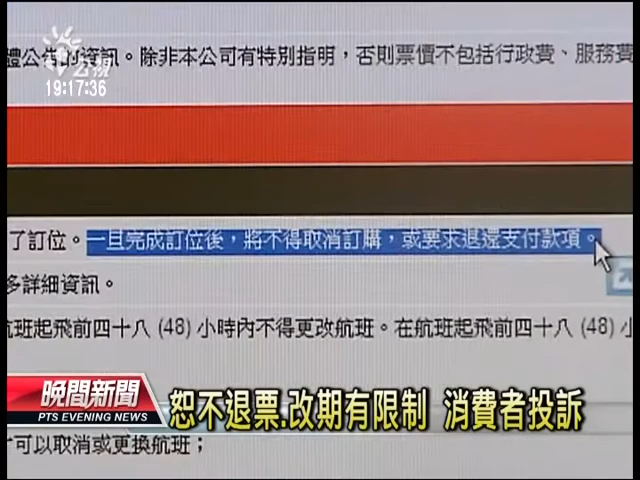 公視
體公告的資訊。除非本公司有特別指明，否則票價不包括行政費、服務費
19:17:36
了訂位。一旦完成訂位後，將不得取消訂購，或要求退還支付款項。
多詳細資訊。
航班起飛前四十八 (48) 小時內不得更改航班。在航班起飛前四十八 (48) 小
晚間新聞
PTS EVENING NEWS
恕不退票.改期有限制 消費者投訴
可以取消或更換航班；